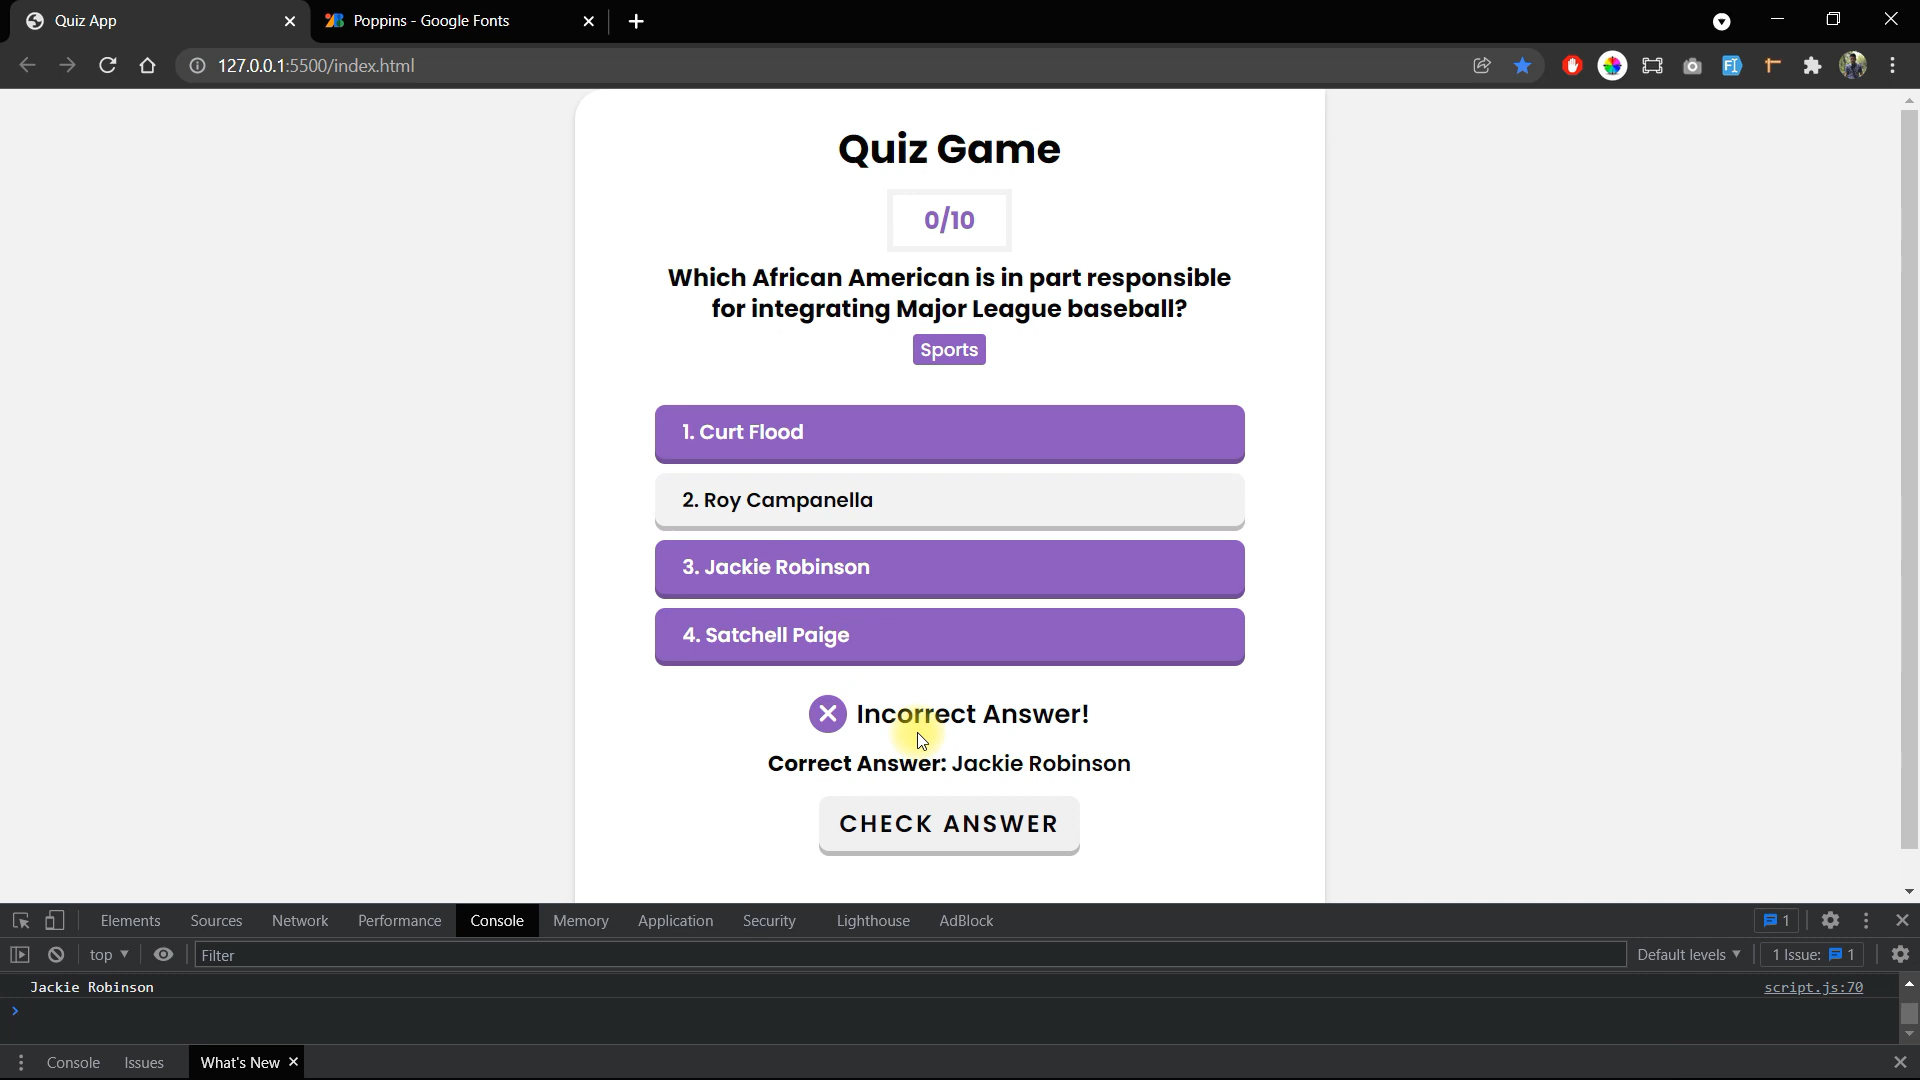 Quiz App
Poppins - Google Fonts
127.0.0.1:5500/index.html
Quiz Game
0/10
Which African American is in part responsible
for integrating Major League baseball?
Sports
1. Curt Flood
2. Roy Campanella
3. Jackie Robinson
4. Satchell Paige
Incorrect Answer!
Correct Answer: Jackie Robinson
CHECK ANSWER
Elements Sources Network Performance Console Memory Application Security Lighthouse AdBlock 1
top Filter Default levels 1 Issue: 1
Jackie Robinson script.js:70
Console Issues What's New